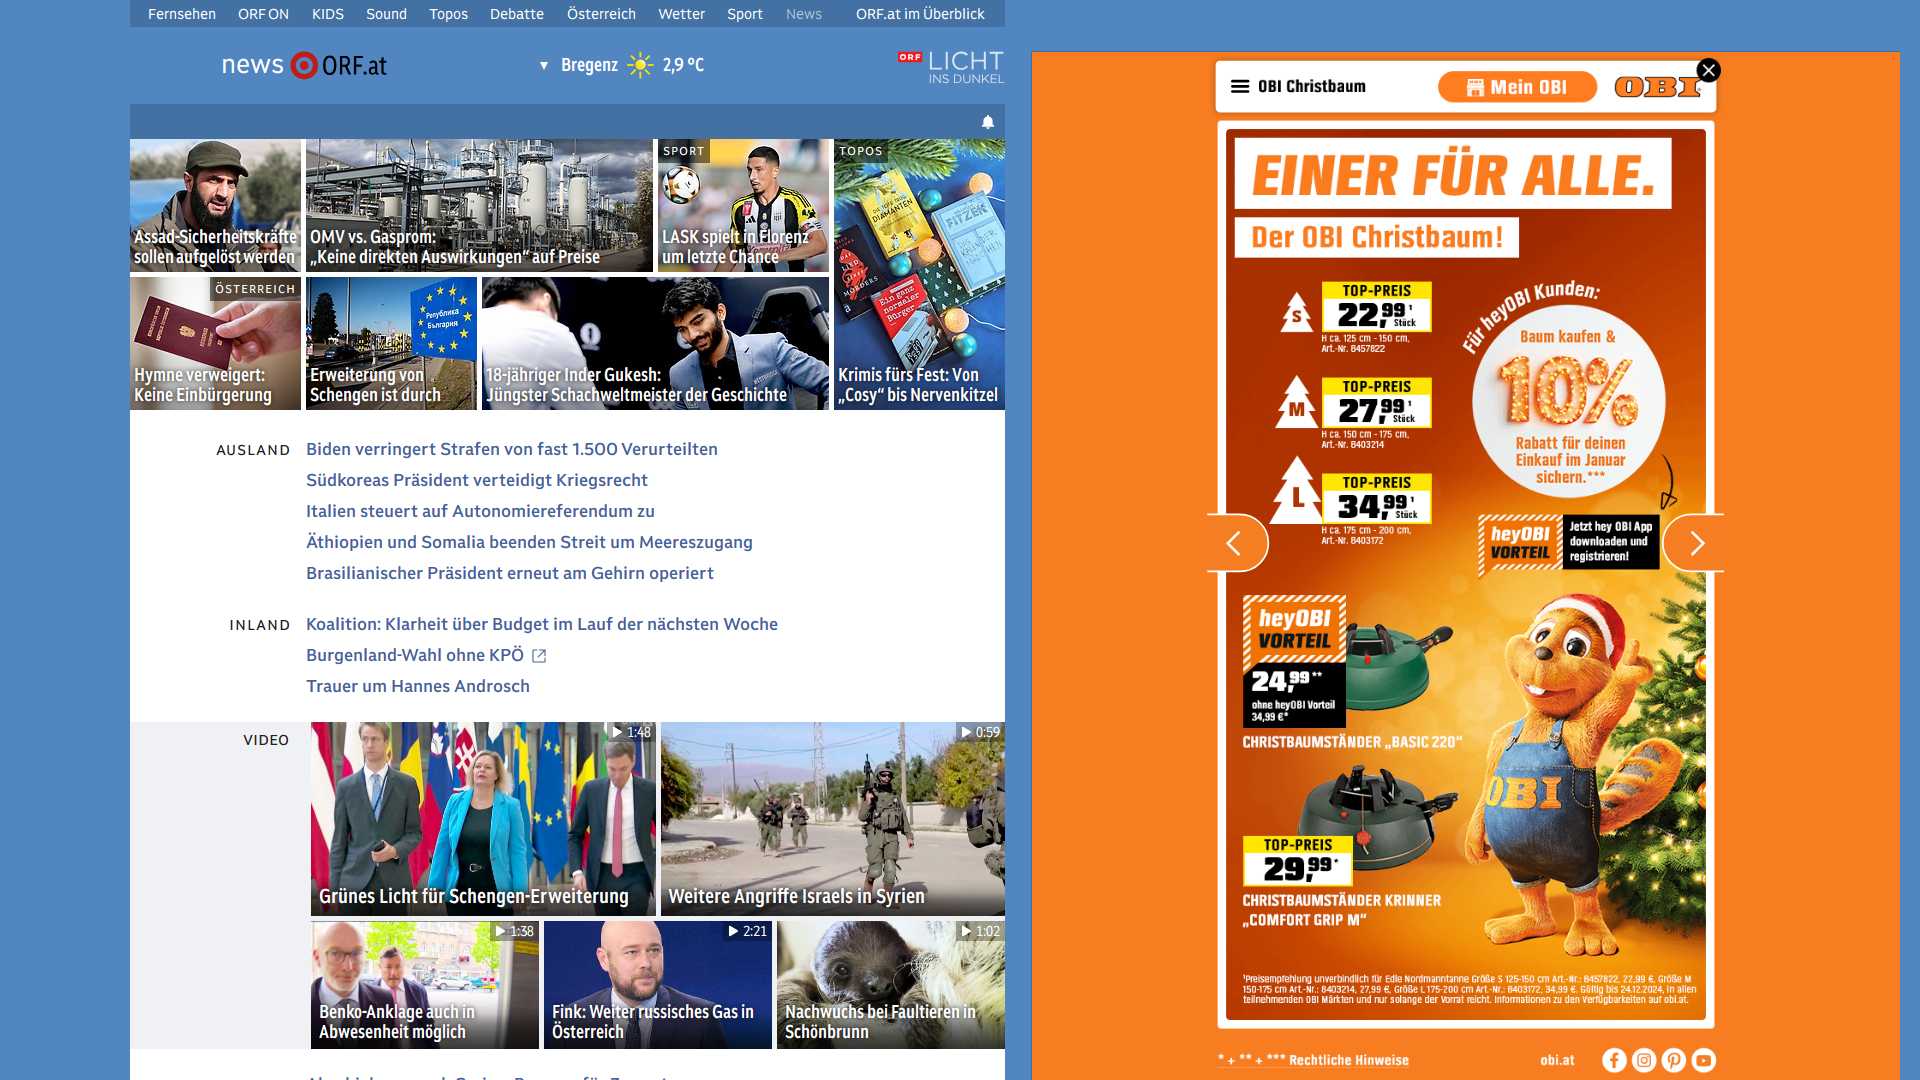 Fernsehen ORF ON KIDS Sound Topos Debatte Österreich Wetter Sport News ORF.at im Überblick
news ORF.at
Bregenz 2,9 °C
ORF LICHT
INS DUNKEL
Assad-Sicherheitskräfte
sollen aufgelöst werden
OMV vs. Gasprom:
„Keine direkten Auswirkungen“ auf Preise
SPORT
LASK spielt in Florenz
um letzte Chance
TOPOS
DIAMANTEN
FITZEK
MORDERS
Ein ganz
normaler
Bürger
Krimis fürs Fest: Von
„Cosy“ bis Nervenkitzel
ÖSTERREICH
Hymne verweigert:
Keine Einbürgerung
Република
България
Erweiterung von
Schengen ist durch
18-jähriger Inder Gukesh:
Jüngster Schachweltmeister der Geschichte
AUSLAND
Biden verringert Strafen von fast 1.500 Verurteilten
Südkoreas Präsident verteidigt Kriegsrecht
Italien steuert auf Autonomiereferendum zu
Äthiopien und Somalia beenden Streit um Meereszugang
Brasilianischer Präsident erneut am Gehirn operiert
INLAND
Koalition: Klarheit über Budget im Lauf der nächsten Woche
Burgenland-Wahl ohne KPÖ
Trauer um Hannes Androsch
VIDEO
1:48
Grünes Licht für Schengen-Erweiterung
0:59
Weitere Angriffe Israels in Syrien
1:38
Benko-Anklage auch in
Abwesenheit möglich
2:21
Fink: Weiter russisches Gas in
Österreich
1:02
Nachwuchs bei Faultieren in
Schönbrunn
OBI Christbaum
Mein OBI
OBI
EINER FÜR ALLE.
Der OBI Christbaum!
S
TOP-PREIS
22,99¹
Stück
H ca. 125 cm - 150 cm,
Art.-Nr. 8457822
M
TOP-PREIS
27,99¹
Stück
H ca. 150 cm - 175 cm,
Art.-Nr. 8403214
L
TOP-PREIS
34,99¹
Stück
H ca. 175 cm - 200 cm,
Art.-Nr. 8403172
Für heyOBI Kunden:
Baum kaufen &
10%
Rabatt für deinen
Einkauf im Januar
sichern.***
heyOBI
VORTEIL
Jetzt hey OBI App
downloaden und
registrieren!
heyOBI
VORTEIL
24,99**
ohne heyOBI Vorteil
34,99 €*
CHRISTBAUMSTÄNDER „BASIC 220“
OBI
TOP-PREIS
29,99*
CHRISTBAUMSTÄNDER KRINNER
„COMFORT GRIP M“
¹Preisempfehlung unverbindlich für Edle Nordmanntanne Größe S 125-150 cm Art.-Nr.: 8457822, 22,99 €, Größe M
150-175 cm Art.-Nr.: 8403214, 27,99 €, Größe L 175-200 cm Art.-Nr.: 8403172, 34,99 €. Gültig bis 24.12.2024, in allen
teilnehmenden OBI Märkten und nur solange der Vorrat reicht. Informationen zu den Verfügbarkeiten auf obi.at.
* + ** + *** Rechtliche Hinweise
obi.at